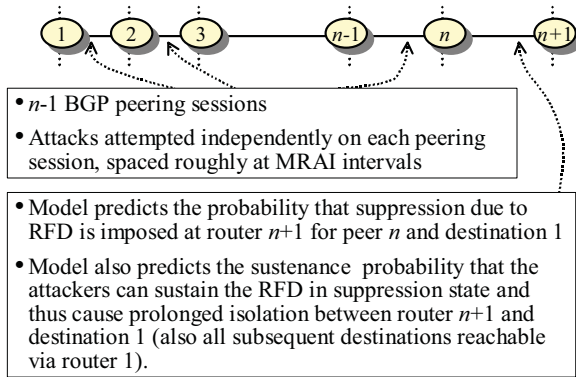 1 2 3 n-1 n n+1
• n-1 BGP peering sessions
• Attacks attempted independently on each peering
session, spaced roughly at MRAI intervals
• Model predicts the probability that suppression due to
RFD is imposed at router n+1 for peer n and destination 1
• Model also predicts the sustenance probability that the
attackers can sustain the RFD in suppression state and
thus cause prolonged isolation between router n+1 and
destination 1 (also all subsequent destinations reachable
via router 1).